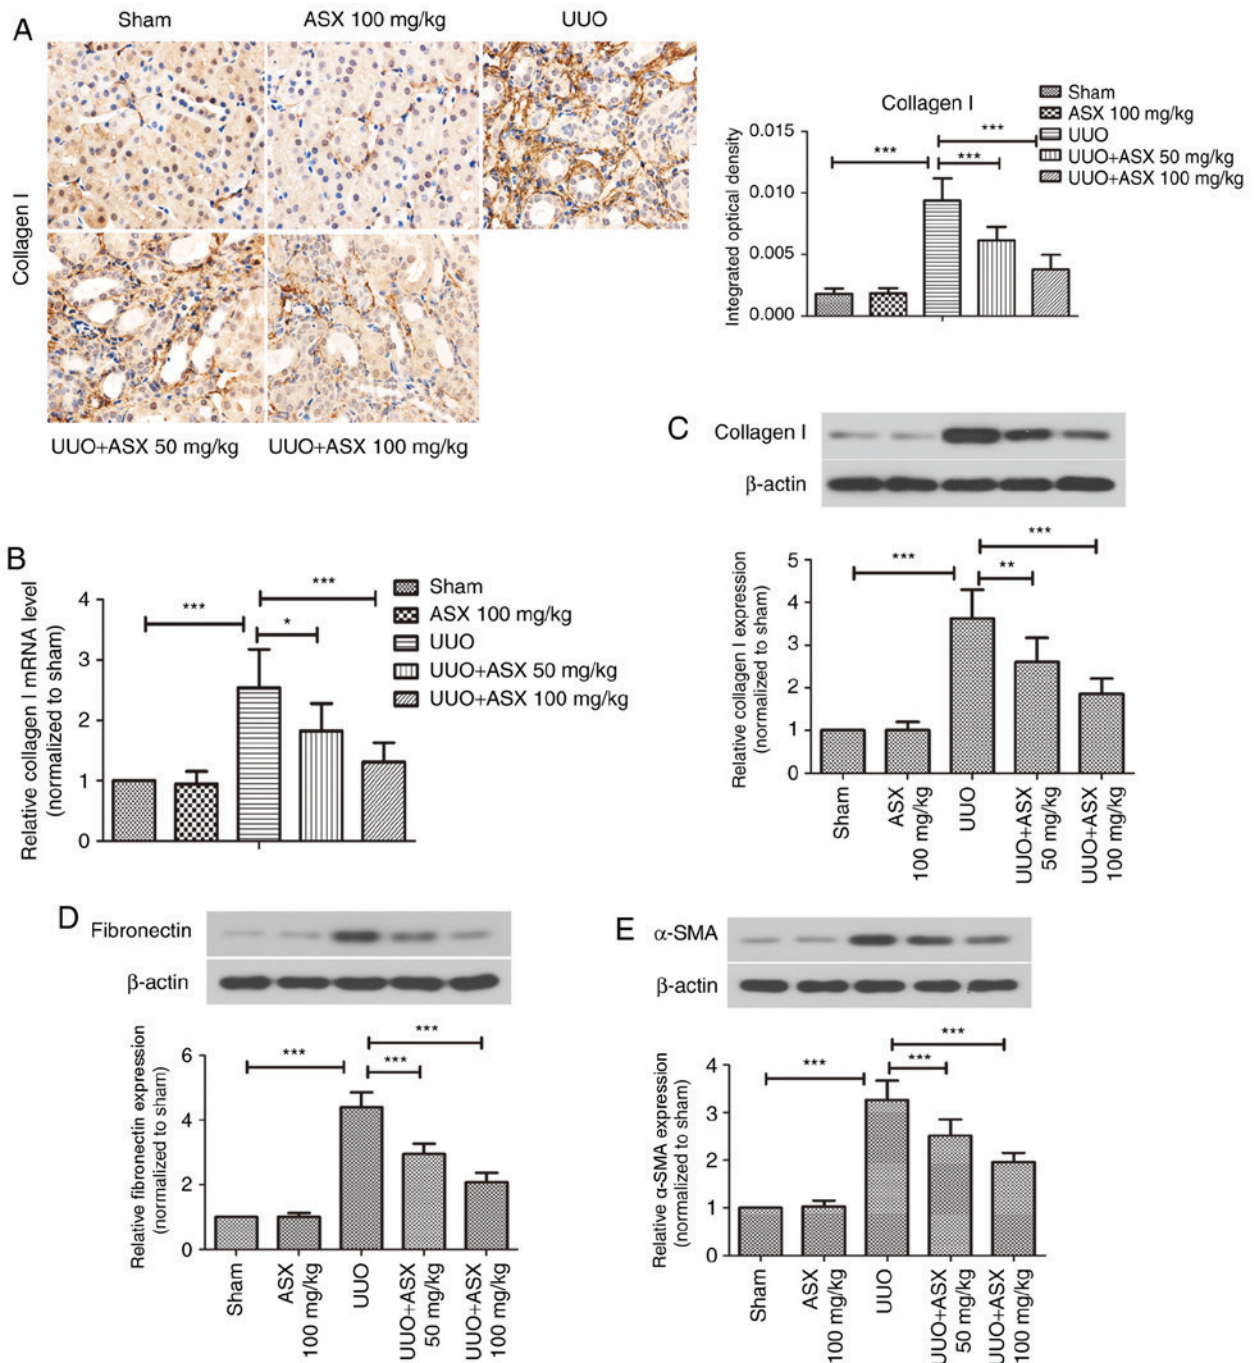 A
Sham
ASX 100 mg/kg
UUO
Collagen I
UUO+ASX 50 mg/kg
UUO+ASX 100 mg/kg
Collagen I
Sham
ASX 100 mg/kg
UUO
UUO+ASX 50 mg/kg
UUO+ASX 100 mg/kg
Integrated optical density
0.015
0.010
0.005
0.000
***
***
***
B
Relative collagen I mRNA level
(normalized to sham)
4
3
2
1
0
***
***
*
Sham
ASX 100 mg/kg
UUO
UUO+ASX 50 mg/kg
UUO+ASX 100 mg/kg
C
Collagen I
β-actin
Relative collagen I expression
(normalized to sham)
5
4
3
2
1
0
***
***
**
Sham
ASX
100 mg/kg
UUO
UUO+ASX
50 mg/kg
UUO+ASX
100 mg/kg
D
Fibronectin
β-actin
Relative fibronectin expression
(normalized to sham)
6
4
2
0
***
***
***
Sham
ASX
100 mg/kg
UUO
UUO+ASX
50 mg/kg
UUO+ASX
100 mg/kg
E
α-SMA
β-actin
Relative α-SMA expression
(normalized to sham)
4
3
2
1
0
***
***
***
Sham
ASX
100 mg/kg
UUO
UUO+ASX
50 mg/kg
UUO+ASX
100 mg/kg